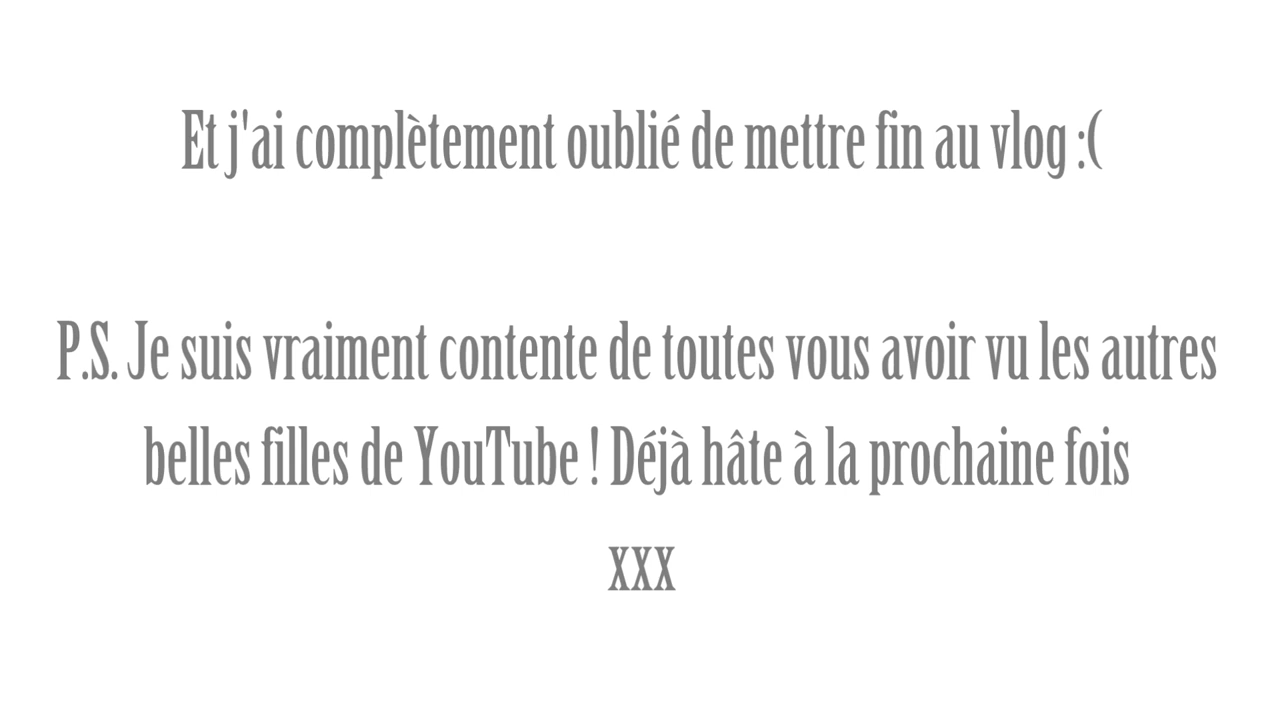 Et j'ai complètement oublié de mettre fin au vlog :(
P.S. Je suis vraiment contente de toutes vous avoir vu les autres
belles filles de YouTube ! Déjà hâte à la prochaine fois
xxx